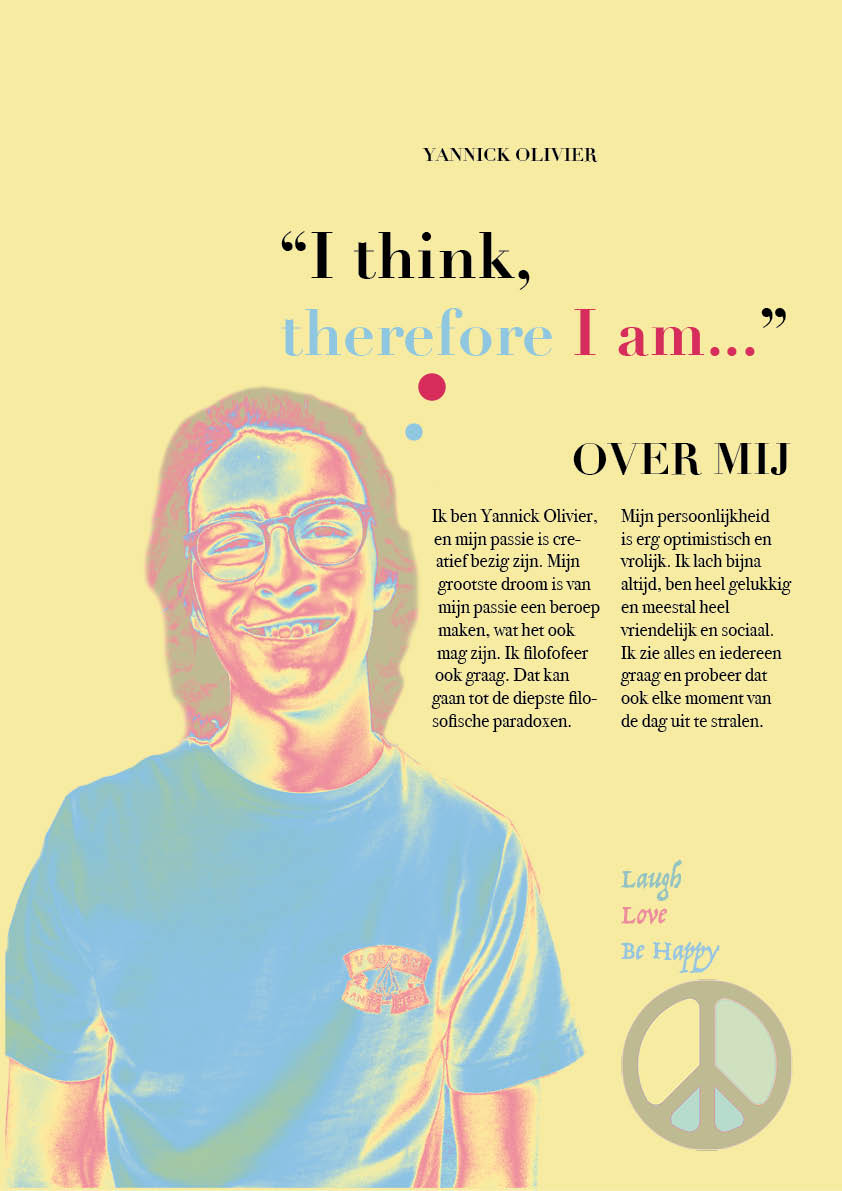 YANNICK OLIVIER
“I think,
therefore I am...”
OVER MIJ
Ik ben Yannick Olivier,
en mijn passie is cre-
atief bezig zijn. Mijn
grootste droom is van
mijn passie een beroep
maken, wat het ook
mag zijn. Ik filofofeer
ook graag. Dat kan
gaan tot de diepste filo-
sofische paradoxen.
Mijn persoonlijkheid
is erg optimistisch en
vrolijk. Ik lach bijna
altijd, ben heel gelukkig
en meestal heel
vriendelijk en sociaal.
Ik zie alles en iedereen
graag en probeer dat
ook elke moment van
de dag uit te stralen.
VOLCOM
Laugh
Love
Be Happy